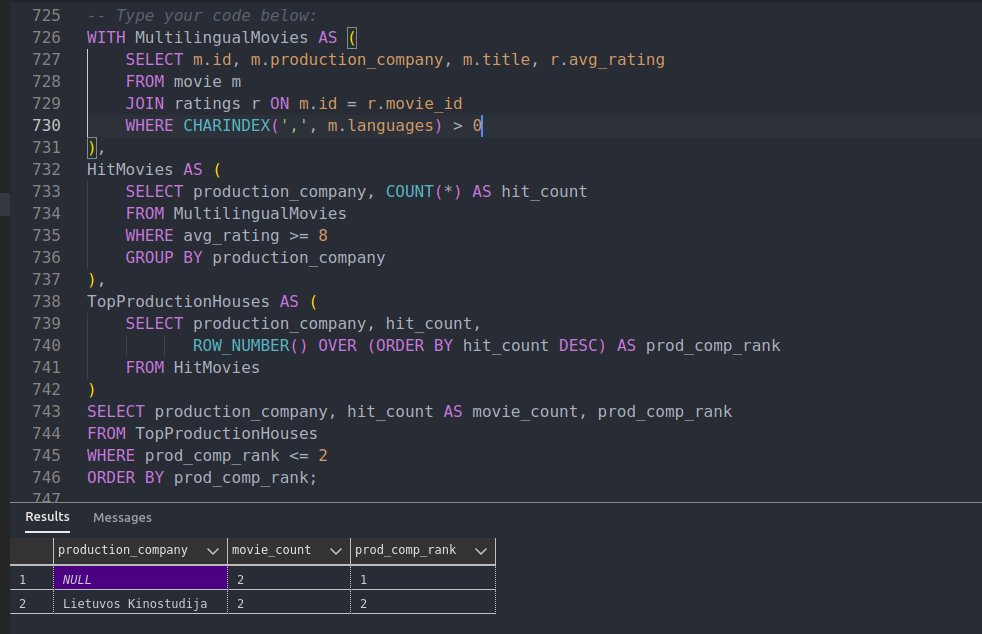 725 -- Type your code below:
726 WITH MultilingualMovies AS (
727 SELECT m.id, m.production_company, m.title, r.avg_rating
728 FROM movie m
729 JOIN ratings r ON m.id = r.movie_id
730 WHERE CHARINDEX(',', m.languages) > 0
731 ),
732 HitMovies AS (
733 SELECT production_company, COUNT(*) AS hit_count
734 FROM MultilingualMovies
735 WHERE avg_rating >= 8
736 GROUP BY production_company
737 ),
738 TopProductionHouses AS (
739 SELECT production_company, hit_count,
740 ROW_NUMBER() OVER (ORDER BY hit_count DESC) AS prod_comp_rank
741 FROM HitMovies
742 )
743 SELECT production_company, hit_count AS movie_count, prod_comp_rank
744 FROM TopProductionHouses
745 WHERE prod_comp_rank <= 2
746 ORDER BY prod_comp_rank;
747
Results Messages
production_company movie_count prod_comp_rank
1 NULL 2 1
2 Lietuvos Kinostudija 2 2